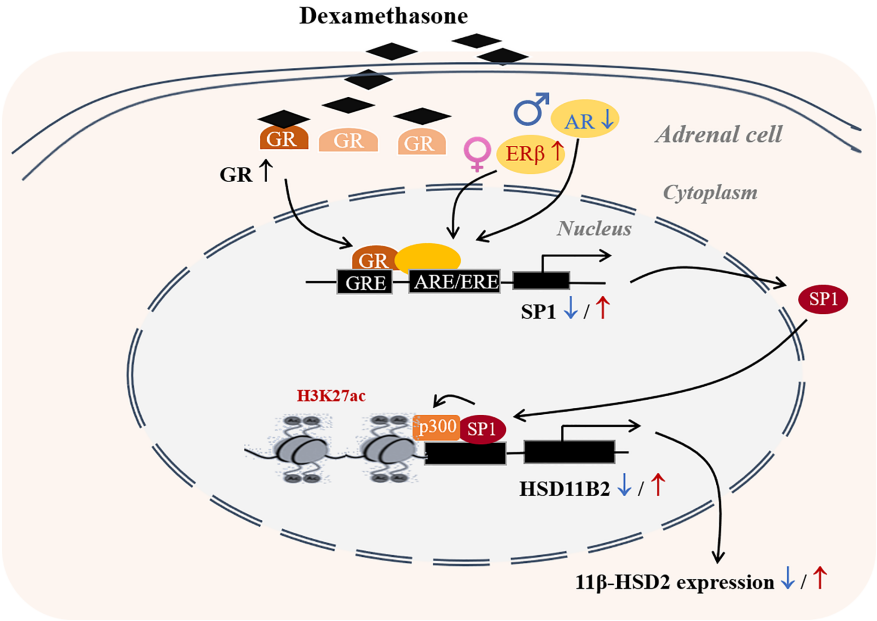 Dexamethasone
GR
GR
GR
♂
AR ↓
♀
ERβ ↑
Adrenal cell
GR ↑
Cytoplasm
Nucleus
GR
GRE
ARE/ERE
SP1 ↓ / ↑
SP1
H3K27ac
p300
SP1
HSD11B2 ↓ / ↑
11β-HSD2 expression ↓ / ↑